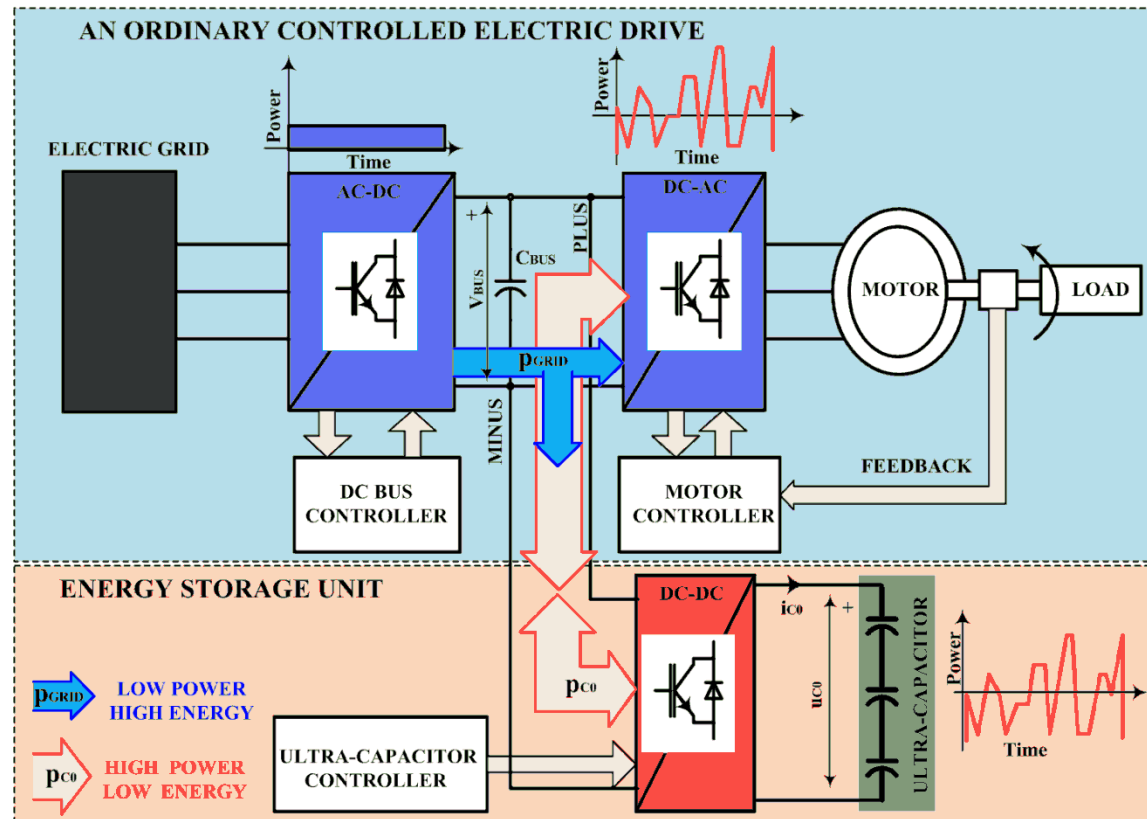 AN ORDINARY CONTROLLED ELECTRIC DRIVE
Power
Time
Power
Time
ELECTRIC GRID
AC-DC
+
VBUS
CBUS
PLUS
DC-AC
MOTOR
LOAD
pGRID
MINUS
DC BUS
CONTROLLER
MOTOR
CONTROLLER
FEEDBACK
ENERGY STORAGE UNIT
DC-DC
iC0
+
uC0
ULTRA-CAPACITOR
Power
Time
pC0
pGRID
LOW POWER
HIGH ENERGY
pC0
HIGH POWER
LOW ENERGY
ULTRA-CAPACITOR
CONTROLLER